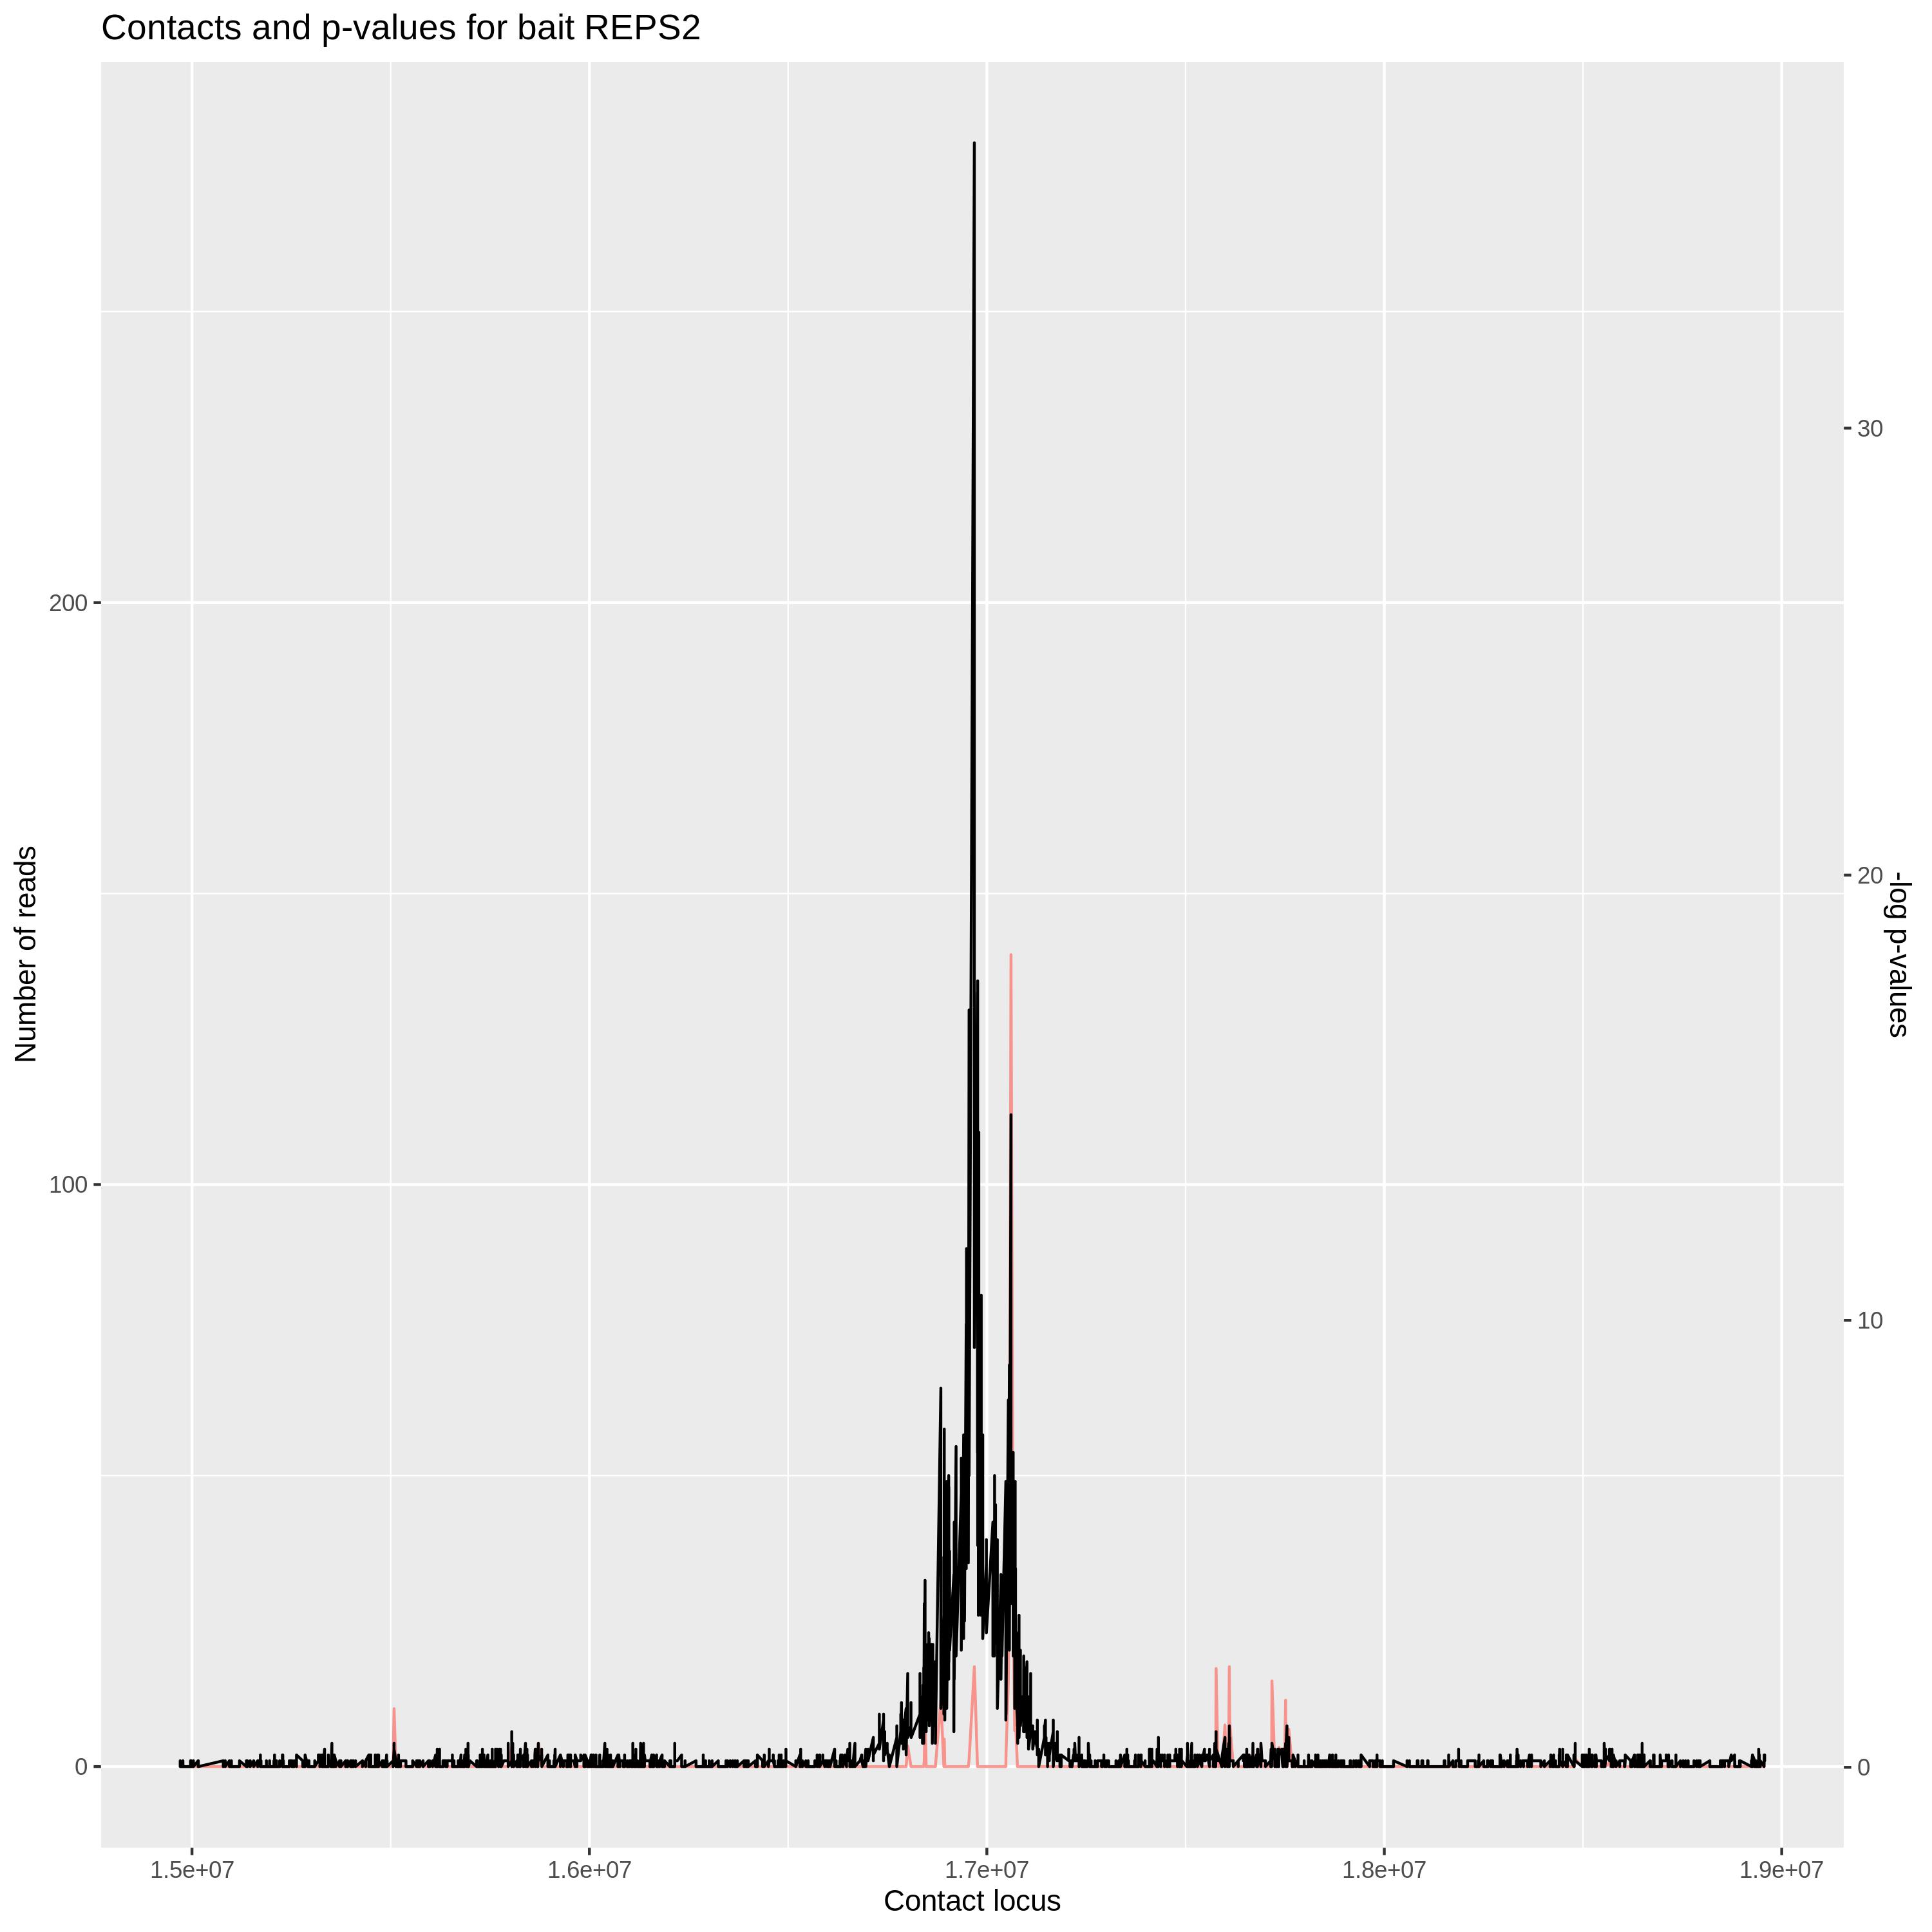 Contacts and p-values for bait REPS2
Number of reads
200
100
0
30
20
10
0
-log p-values
1.5e+07 1.6e+07 1.7e+07 1.8e+07 1.9e+07
Contact locus